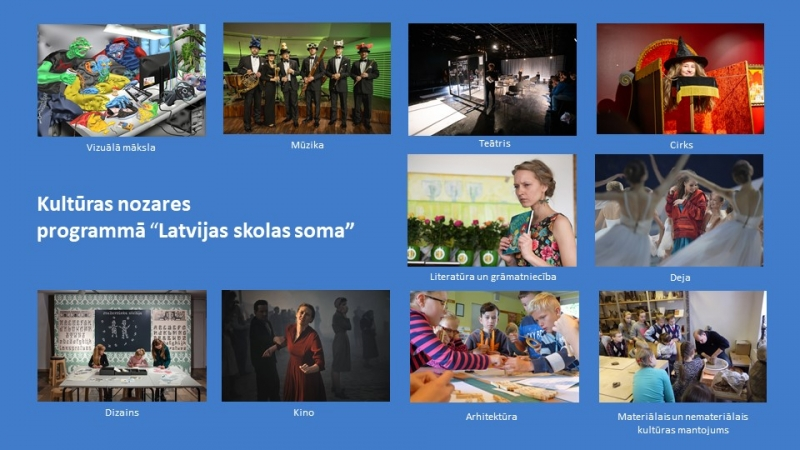 Vizuālā māksla
Mūzika
Teātris
Cirks
Kultūras nozares
programmā “Latvijas skolas soma”
Literatūra un grāmatniecība
Deja
Dizains
Kino
Arhitektūra
Materiālais un nemateriālais
kultūras mantojums